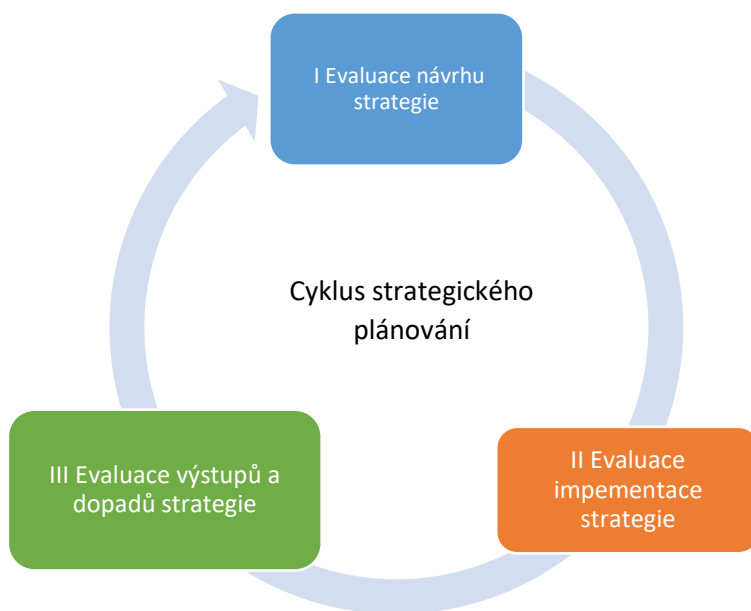 I Evaluace návrhu
strategie
Cyklus strategického
plánování
III Evaluace výstupů a
dopadů strategie
II Evaluace
impementace
strategie